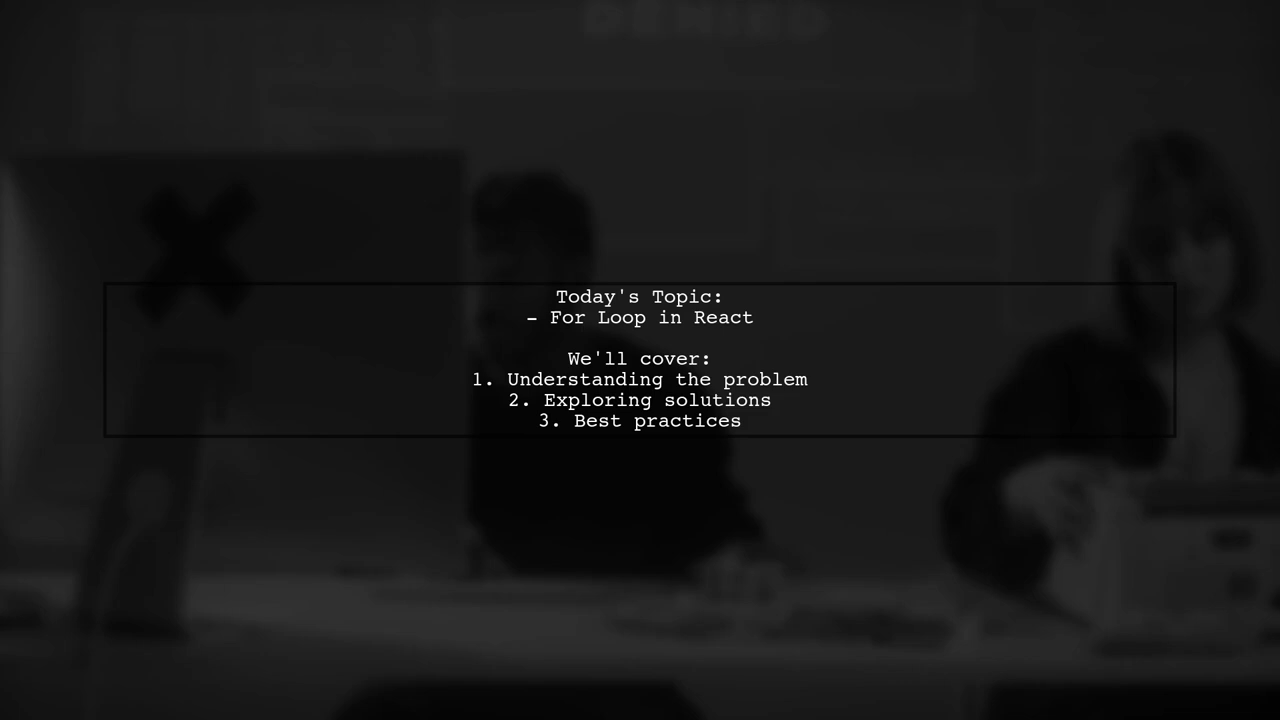 DENIED
Today's Topic:
- For Loop in React
We'll cover:
1. Understanding the problem
2. Exploring solutions
3. Best practices